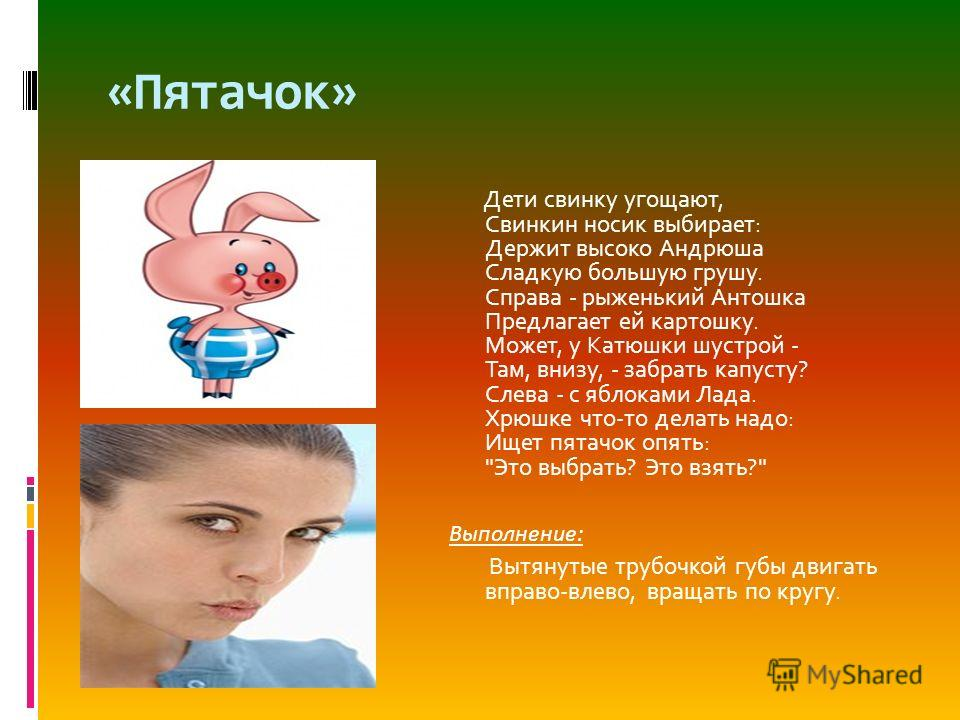 «Пятачок»
Дети свинку угощают,
Свинкин носик выбирает:
Держит высоко Андрюша
Сладкую большую грушу.
Справа - рыженький Антошка
Предлагает ей картошку.
Может, у Катюшки шустрой -
Там, внизу, - забрать капусту?
Слева - с яблоками Лада.
Хрюшке что-то делать надо:
Ищет пятачок опять:
"Это выбрать? Это взять?"
Выполнение:
Вытянутые трубочкой губы двигать
вправо-влево, вращать по кругу.
MyShared